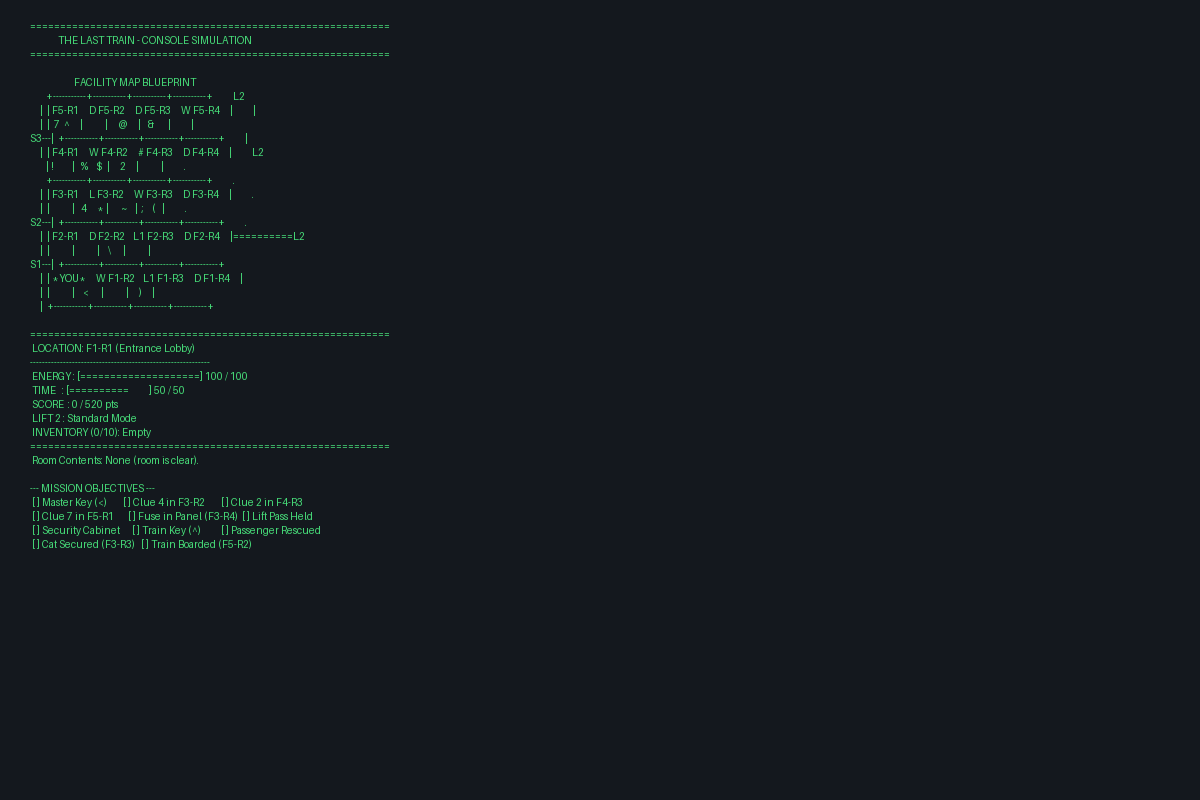 ============================================================
THE LAST TRAIN - CONSOLE SIMULATION
============================================================
FACILITY MAP BLUEPRINT
+-----------+-----------+-----------+-----------+ L2
| | F5-R1 D F5-R2 D F5-R3 W F5-R4 | |
| | 7 ^ | | @ | & | |
S3---| +-----------+-----------+-----------+-----------+ |
| | F4-R1 W F4-R2 # F4-R3 D F4-R4 | L2
| ! | % $ | 2 | | .
+-----------+-----------+-----------+-----------+ .
| | F3-R1 L F3-R2 W F3-R3 D F3-R4 | .
| | | 4 * | ~ | ; ( | .
S2---| +-----------+-----------+-----------+-----------+ .
| | F2-R1 D F2-R2 L1 F2-R3 D F2-R4 |==========L2
| | | | \ | |
S1---| +-----------+-----------+-----------+-----------+
| | *YOU* W F1-R2 L1 F1-R3 D F1-R4 |
| | | < | | ) |
| +-----------+-----------+-----------+-----------+
============================================================
LOCATION: F1-R1 (Entrance Lobby)
------------------------------------------------------------
ENERGY: [====================] 100 / 100
TIME : [========== ] 50 / 50
SCORE : 0 / 520 pts
LIFT 2 : Standard Mode
INVENTORY (0/10): Empty
============================================================
Room Contents: None (room is clear).
--- MISSION OBJECTIVES ---
[ ] Master Key (<) [ ] Clue 4 in F3-R2 [ ] Clue 2 in F4-R3
[ ] Clue 7 in F5-R1 [ ] Fuse in Panel (F3-R4) [ ] Lift Pass Held
[ ] Security Cabinet [ ] Train Key (^) [ ] Passenger Rescued
[ ] Cat Secured (F3-R3) [ ] Train Boarded (F5-R2)